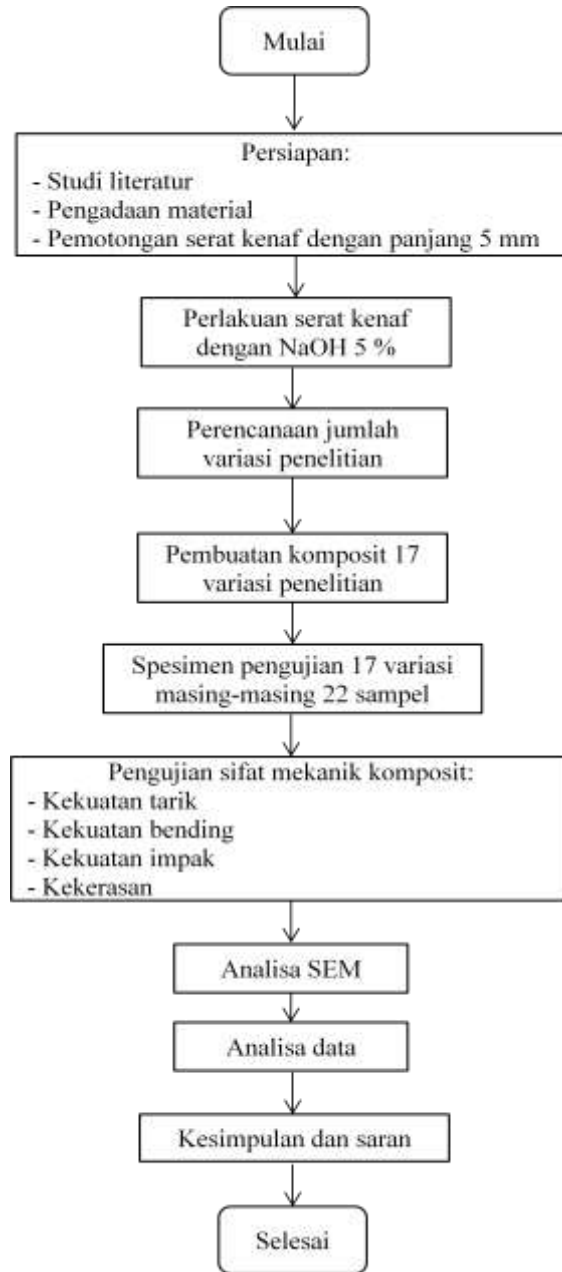 Mulai
Persiapan:
- Studi literatur
- Pengadaan material
- Pemotongan serat kenaf dengan panjang 5 mm
Perlakuan serat kenaf
dengan NaOH 5 %
Perencanaan jumlah
variasi penelitian
Pembuatan komposit 17
variasi penelitian
Spesimen pengujian 17 variasi
masing-masing 22 sampel
Pengujian sifat mekanik komposit:
- Kekuatan tarik
- Kekuatan bending
- Kekuatan impak
- Kekerasan
Analisa SEM
Analisa data
Kesimpulan dan saran
Selesai